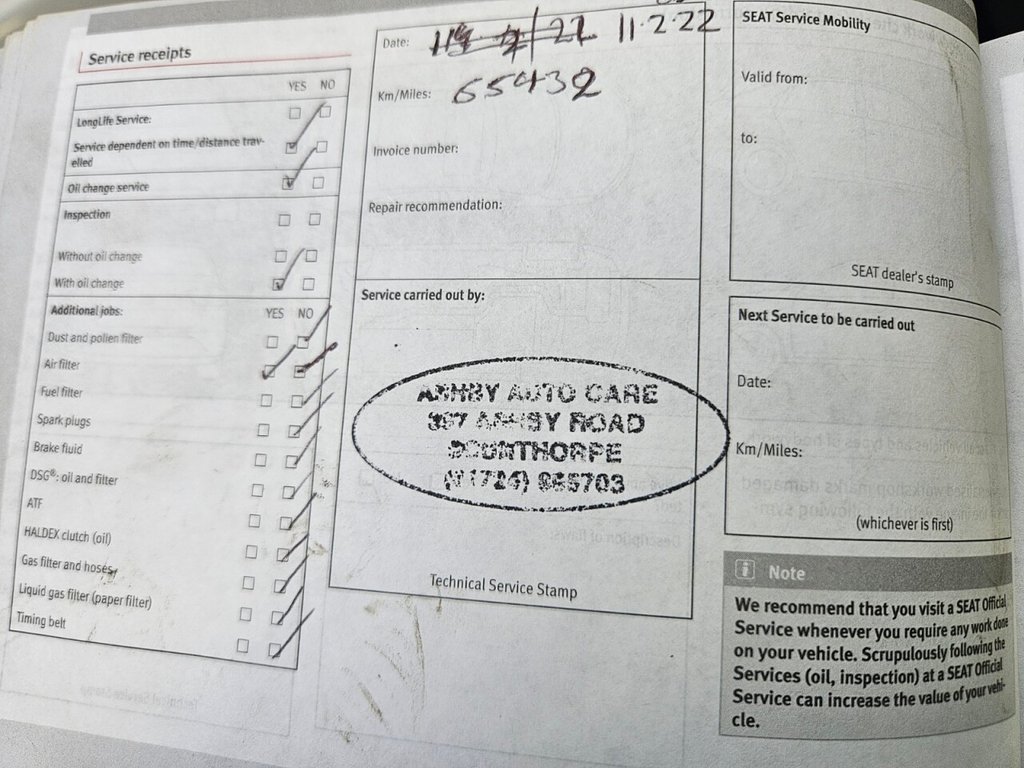 Service receipts
YES NO
LongLife Service:
Service dependent on time/distance trav-
elled
Oil change service
Inspection
Without oil change
With oil change
Additional jobs: YES NO
Dust and pollen filter
Air filter
Fuel filter
Spark plugs
Brake fluid
DSG®: oil and filter
ATF
HALDEX clutch (oil)
Gas filter and hoses
Liquid gas filter (paper filter)
Timing belt
Date: 11·2·22
Km/Miles: 65432
Invoice number:
Repair recommendation:
Service carried out by:
ASHBY AUTO CARE
ASHBY ROAD
SCUNTHORPE
Technical Service Stamp
SEAT Service Mobility
Valid from:
to:
SEAT dealer's stamp
Next Service to be carried out
Date:
Km/Miles:
(whichever is first)
i Note
We recommend that you visit a SEAT Official
Service whenever you require any work done
on your vehicle. Scrupulously following the
Services (oil, inspection) at a SEAT Official
Service can increase the value of your vehi-
cle.